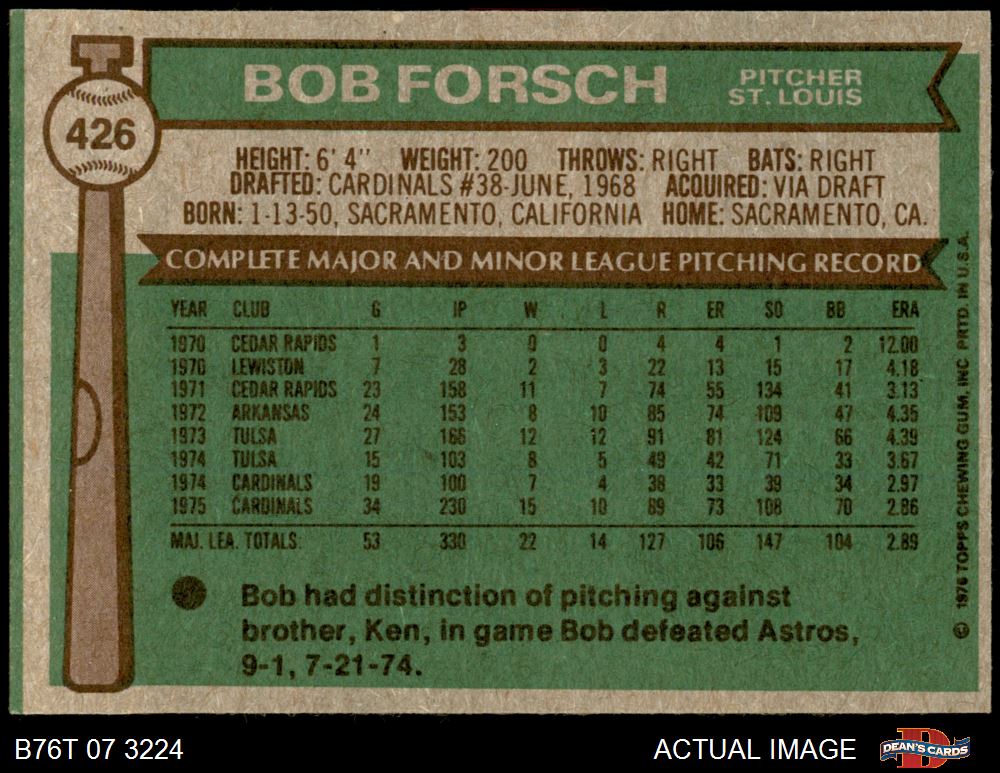 BOB FORSCH
PITCHER
ST. LOUIS
426
HEIGHT: 6' 4" WEIGHT: 200 THROWS: RIGHT BATS: RIGHT
DRAFTED: CARDINALS #38-JUNE, 1968 ACQUIRED: VIA DRAFT
BORN: 1-13-50, SACRAMENTO, CALIFORNIA HOME: SACRAMENTO, CA.
COMPLETE MAJOR AND MINOR LEAGUE PITCHING RECORD
YEAR CLUB G IP W L R ER SO BB ERA
1970 CEDAR RAPIDS 1 3 0 0 4 4 1 2 12.00
1970 LEWISTON 7 28 2 3 22 13 15 17 4.18
1971 CEDAR RAPIDS 23 158 11 7 74 55 134 41 3.13
1972 ARKANSAS 24 153 8 10 85 74 109 47 4.35
1973 TULSA 27 166 12 12 91 81 124 66 4.39
1974 TULSA 15 103 8 5 49 42 71 33 3.67
1974 CARDINALS 19 100 7 4 38 33 39 34 2.97
1975 CARDINALS 34 230 15 10 89 73 108 70 2.86
MAJ. LEA. TOTALS 53 330 22 14 127 106 147 104 2.89
Bob had distinction of pitching against
brother, Ken, in game Bob defeated Astros,
9-1, 7-21-74.
© 1976 TOPPS CHEWING GUM, INC PRTD. IN U.S.A.
B76T 07 3224
ACTUAL IMAGE
DEAN'S CARDS